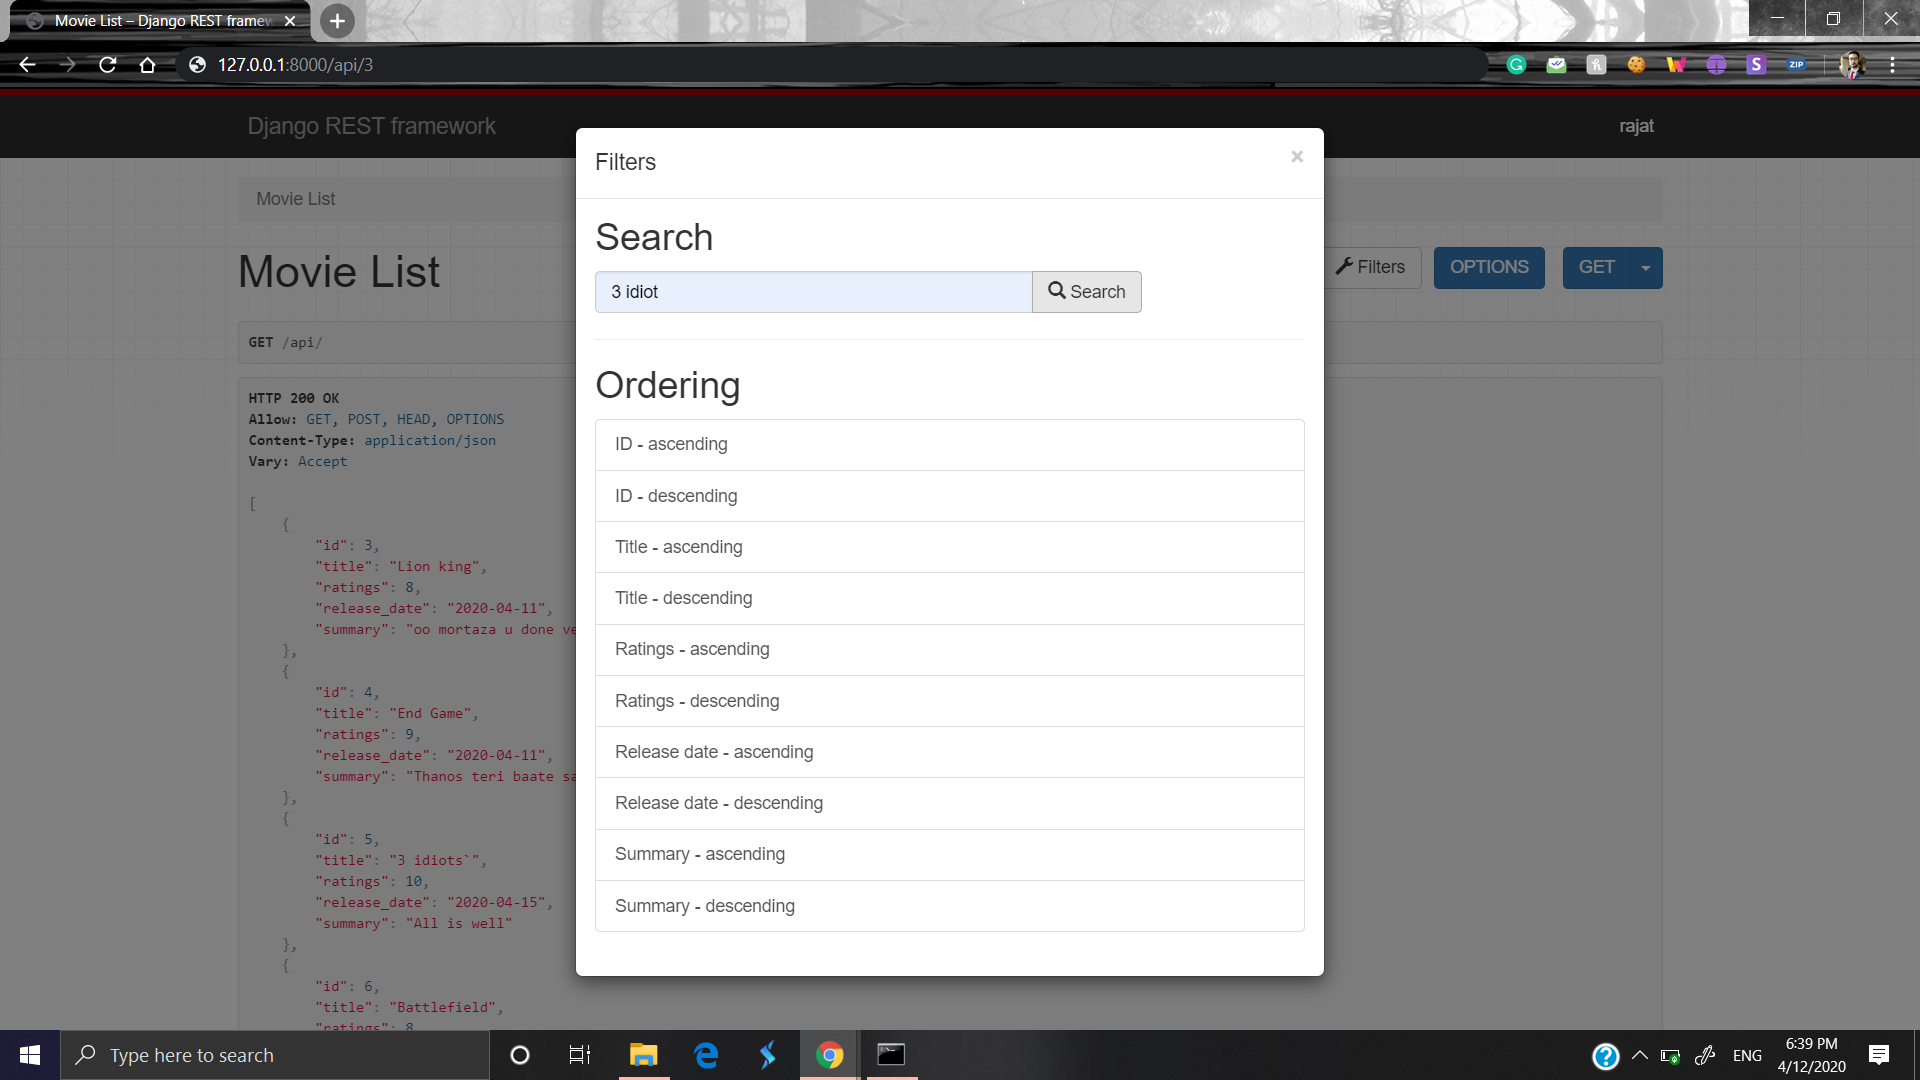 Movie List – Django REST framew
127.0.0.1:8000/api/3
ZIP
Django REST framework
rajat
Movie List
Movie List
Filters
OPTIONS
GET
GET /api/
HTTP 200 OK
Allow: GET, POST, HEAD, OPTIONS
Content-Type: application/json
Vary: Accept
[
{
"id": 3,
"title": "Lion king",
"ratings": 8,
"release_date": "2020-04-11",
"summary": "oo mortaza u done ve
},
{
"id": 4,
"title": "End Game",
"ratings": 9,
"release_date": "2020-04-11",
"summary": "Thanos teri baate sa
},
{
"id": 5,
"title": "3 idiots`",
"ratings": 10,
"release_date": "2020-04-15",
"summary": "All is well"
},
{
"id": 6,
"title": "Battlefield",
"ratings": 8
Filters
×
Search
3 idiot
Search
Ordering
ID - ascending
ID - descending
Title - ascending
Title - descending
Ratings - ascending
Ratings - descending
Release date - ascending
Release date - descending
Summary - ascending
Summary - descending
Type here to search
ENG
6:39 PM
4/12/2020